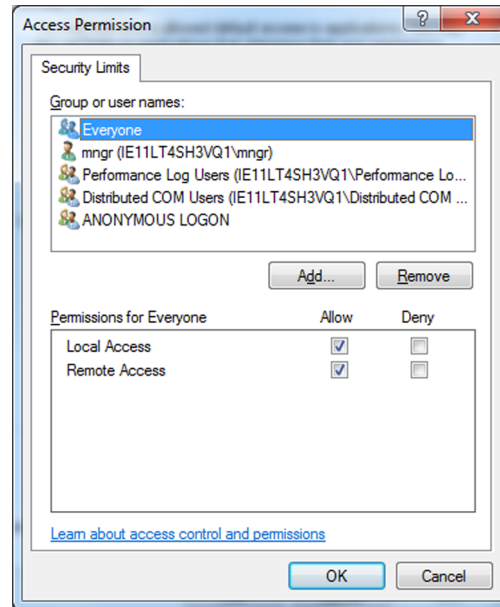 Access Permission
Security Limits
Group or user names:
Everyone
mngr (IE11LT4SH3VQ1\mngr)
Performance Log Users (IE11LT4SH3VQ1\Performance Lo...
Distributed COM Users (IE11LT4SH3VQ1\Distributed COM ...
ANONYMOUS LOGON
Add... Remove
Permissions for Everyone Allow Deny
Local Access
Remote Access
Learn about access control and permissions
OK Cancel